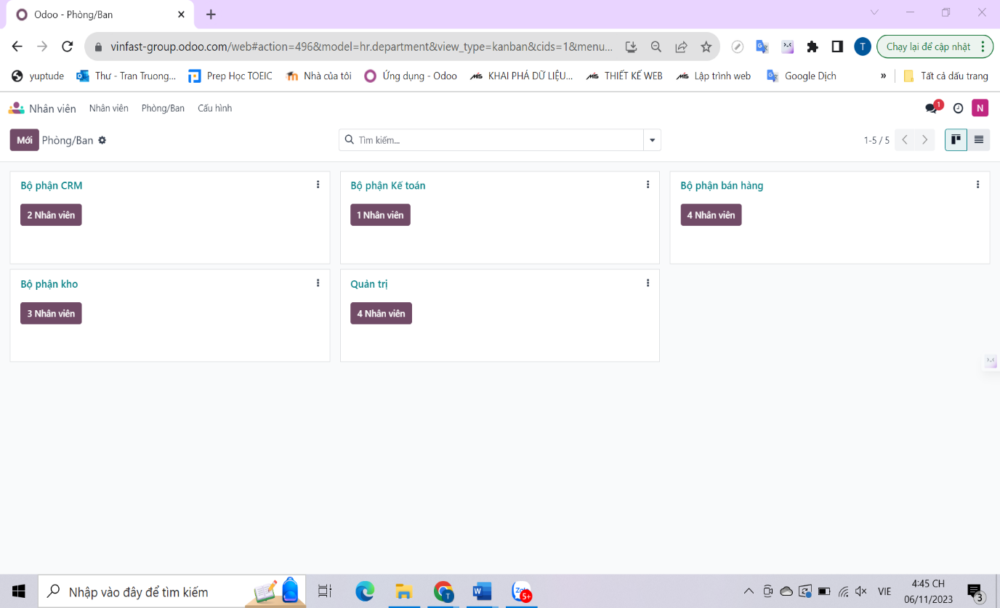 Odoo - Phòng/Ban
vinfast-group.odoo.com/web#action=496&model=hr.department&view_type=kanban&cids=1&menu...
T
Chạy lại để cập nhật
yuptude
Thư - Tran Truong...
Prep Học TOEIC
Nhà của tôi
Ứng dụng - Odoo
MIS
KHAI PHÁ DỮ LIỆU...
MIS
THIẾT KẾ WEB
MIS
Lập trình web
Google Dịch
»
Tất cả dấu trang
Nhân viên
Nhân viên
Phòng/Ban
Cấu hình
1
N
Mới
Phòng/Ban
Tìm kiếm...
1-5 / 5
Bộ phận CRM
2 Nhân viên
Bộ phận Kế toán
1 Nhân viên
Bộ phận bán hàng
4 Nhân viên
Bộ phận kho
3 Nhân viên
Quản trị
4 Nhân viên
Nhập vào đây để tìm kiếm
T
W
Zalo
5+
VIE
4:45 CH
06/11/2023
3